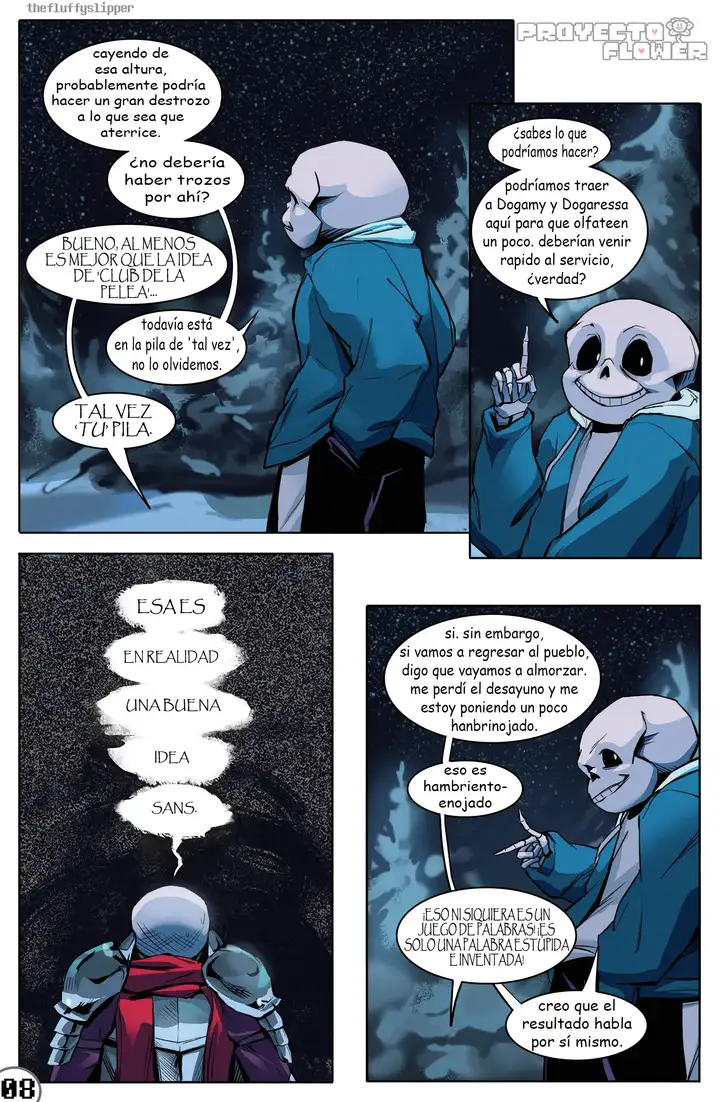 thefluffyslipper
PROYECTO
FLOWER
cayendo de
esa altura,
probablemente podría
hacer un gran destrozo
a lo que sea que
aterrice.
¿no debería
haber trozos
por ahí?
BUENO, AL MENOS
ES MEJOR QUE LA IDEA
DE 'CLUB DE LA
PELEA'...
todavía está
en la pila de 'tal vez',
no lo olvidemos.
TAL VEZ
'TU' PILA.
¿sabes lo que
podríamos hacer?
podríamos traer
a Dogamy y Dogaressa
aquí para que olfateen
un poco. deberían venir
rapido al servicio,
¿verdad?
ESA ES
EN REALIDAD
UNA BUENA
IDEA
SANS.
si. sin embargo,
si vamos a regresar al pueblo,
digo que vayamos a almorzar.
me perdí el desayuno y me
estoy poniendo un poco
hanbrinojado.
eso es
hambriento-
enojado
¡ESO NI SIQUIERA ES UN
JUEGO DE PALABRAS! ¡ES
SOLO UNA PALABRA ESTÚPIDA
E INVENTADA!
creo que el
resultado habla
por sí mismo.
08